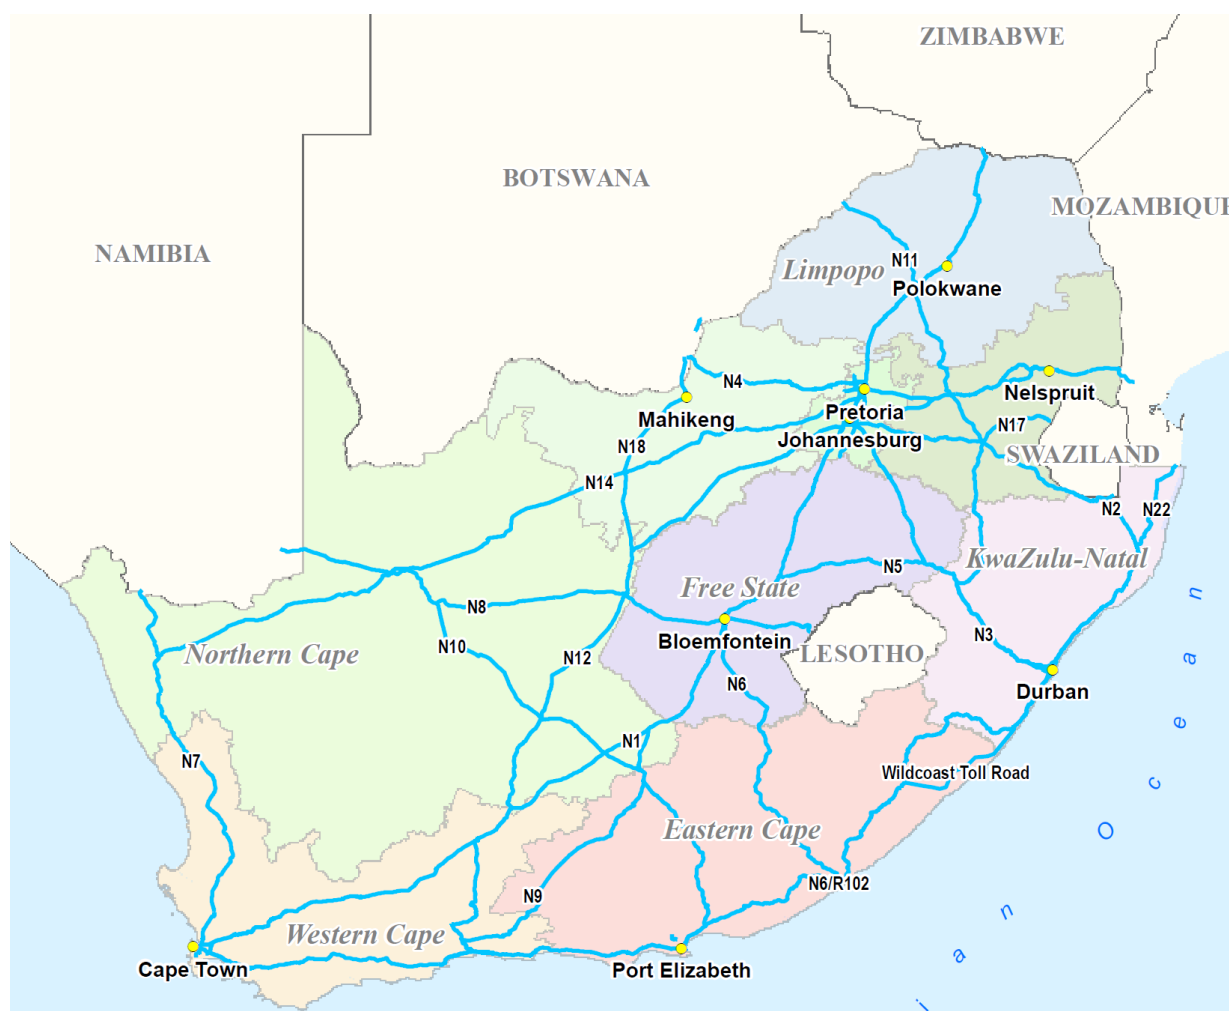 ZIMBABWE
BOTSWANA
MOZAMBIQUE
NAMIBIA
Limpopo
N11
Polokwane
N4
Nelspruit
Mahikeng
Pretoria
Johannesburg
N17
N18
SWAZILAND
N14
N2
N22
KwaZulu-Natal
N5
Free State
N8
N3
Bloemfontein
N10
Northern Cape
N12
LESOTHO
N6
Durban
N1
N7
Wildcoast Toll Road
Eastern Cape
N6/R102
N9
Western Cape
Cape Town
Port Elizabeth
i a n O c e a n